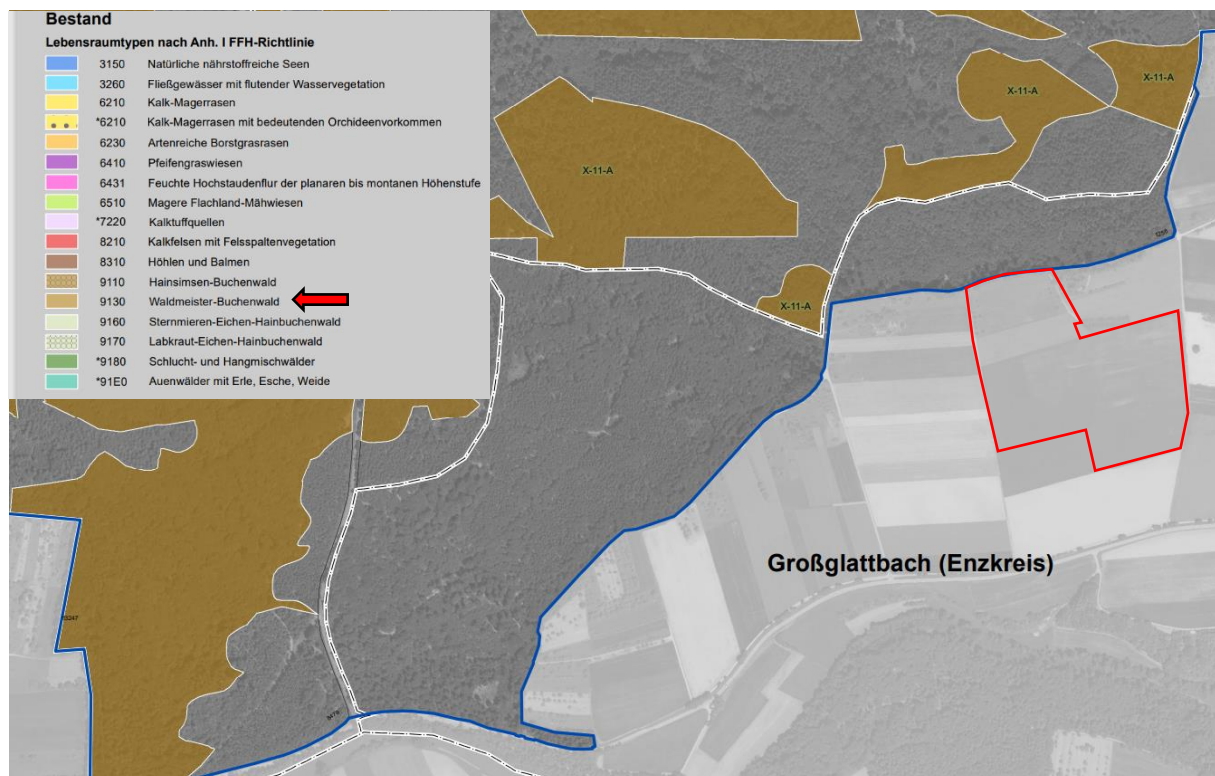 Bestand
Lebensraumtypen nach Anh. I FFH-Richtlinie
3150 Natürliche nährstoffreiche Seen
3260 Fließgewässer mit flutender Wasservegetation
6210 Kalk-Magerrasen
*6210 Kalk-Magerrasen mit bedeutenden Orchideenvorkommen
6230 Artenreiche Borstgrasrasen
6410 Pfeifengraswiesen
6431 Feuchte Hochstaudenflur der planaren bis montanen Höhenstufe
6510 Magere Flachland-Mähwiesen
*7220 Kalktuffquellen
8210 Kalkfelsen mit Felsspaltenvegetation
8310 Höhlen und Balmen
9110 Hainsimsen-Buchenwald
9130 Waldmeister-Buchenwald
9160 Sternmieren-Eichen-Hainbuchenwald
9170 Labkraut-Eichen-Hainbuchenwald
*9180 Schlucht- und Hangmischwälder
*91E0 Auenwälder mit Erle, Esche, Weide
X-11-A
X-11-A
X-11-A
X-11-A
Großglattbach (Enzkreis)